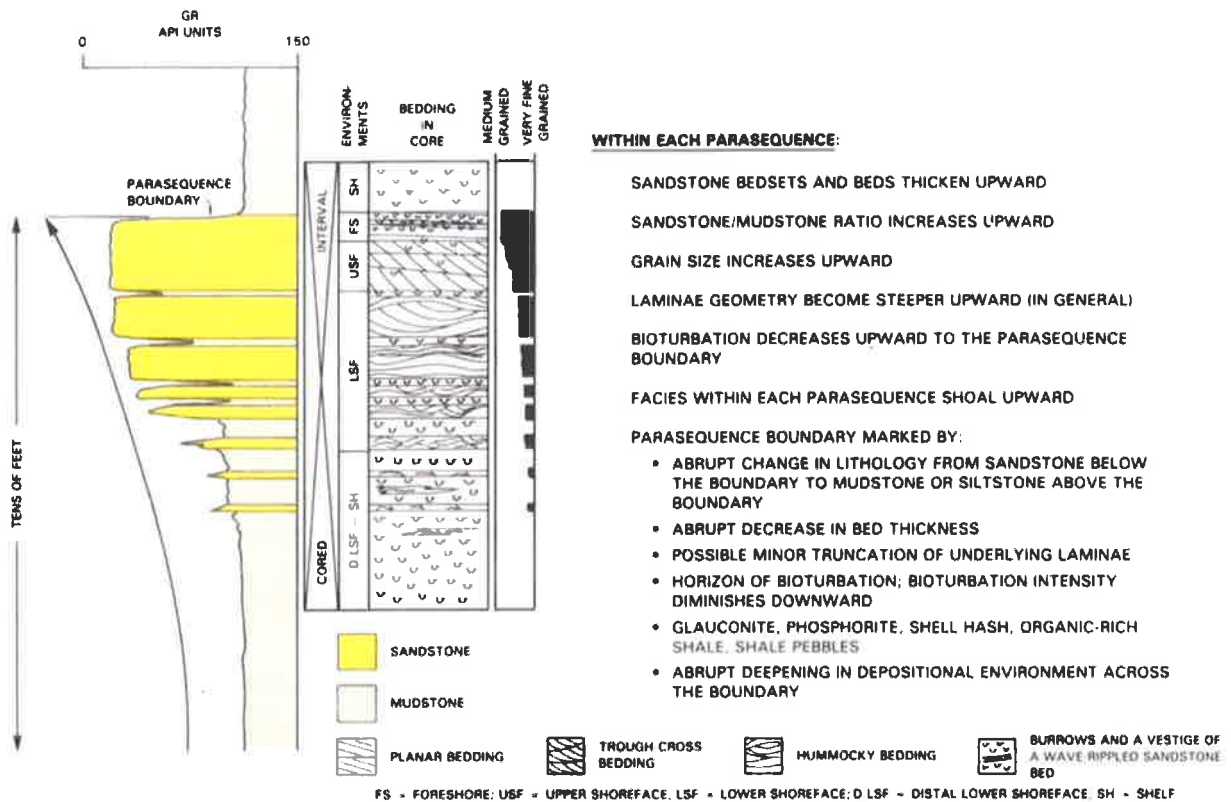 GR
API UNITS
0
150
ENVIRON-
MENTS
BEDDING
IN
CORE
MEDIUM
GRAINED
VERY FINE
GRAINED
PARASEQUENCE
BOUNDARY
INTERVAL
CORED
SH
FS
USF
LSF
D LSF - SH
TENS OF FEET
SANDSTONE
MUDSTONE
WITHIN EACH PARASEQUENCE:
SANDSTONE BEDSETS AND BEDS THICKEN UPWARD
SANDSTONE/MUDSTONE RATIO INCREASES UPWARD
GRAIN SIZE INCREASES UPWARD
LAMINAE GEOMETRY BECOME STEEPER UPWARD (IN GENERAL)
BIOTURBATION DECREASES UPWARD TO THE PARASEQUENCE
BOUNDARY
FACIES WITHIN EACH PARASEQUENCE SHOAL UPWARD
PARASEQUENCE BOUNDARY MARKED BY:
• ABRUPT CHANGE IN LITHOLOGY FROM SANDSTONE BELOW
THE BOUNDARY TO MUDSTONE OR SILTSTONE ABOVE THE
BOUNDARY
• ABRUPT DECREASE IN BED THICKNESS
• POSSIBLE MINOR TRUNCATION OF UNDERLYING LAMINAE
• HORIZON OF BIOTURBATION; BIOTURBATION INTENSITY
DIMINISHES DOWNWARD
• GLAUCONITE, PHOSPHORITE, SHELL HASH, ORGANIC-RICH
SHALE, SHALE PEBBLES
• ABRUPT DEEPENING IN DEPOSITIONAL ENVIRONMENT ACROSS
THE BOUNDARY
PLANAR BEDDING
TROUGH CROSS
BEDDING
HUMMOCKY BEDDING
BURROWS AND A VESTIGE OF
A WAVE RIPPLED SANDSTONE
BED
FS = FORESHORE; USF = UPPER SHOREFACE, LSF = LOWER SHOREFACE; D LSF = DISTAL LOWER SHOREFACE, SH = SHELF